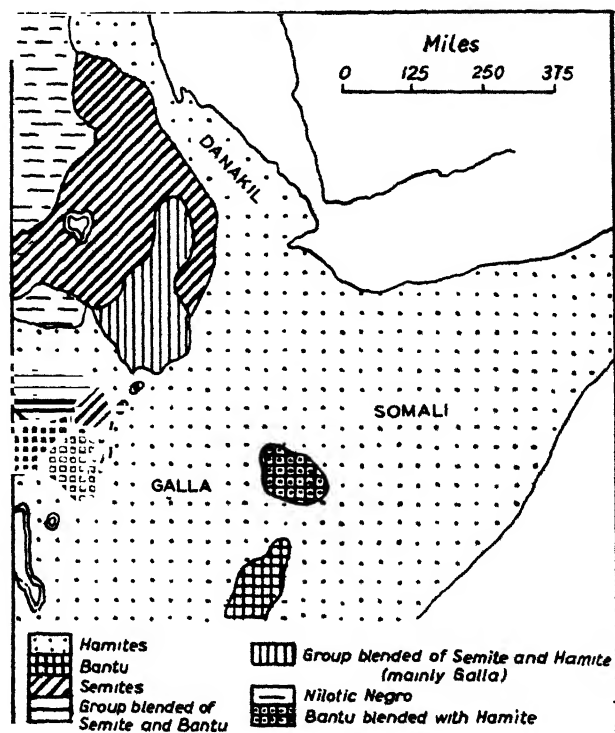 Miles
0 125 250 375
DANAKIL
SOMALI
GALLA
Hamites
Bantu
Semites
Group blended of
Semite and Bantu
Group blended of Semite and Hamite
(mainly Galla)
Nilotic Negro
Bantu blended with Hamite